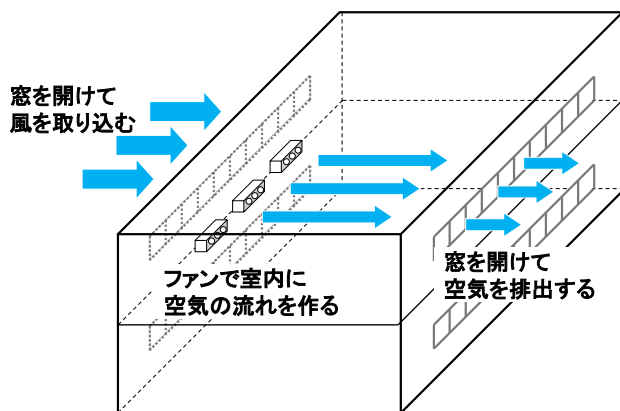 窓を開けて
風を取り込む
ファンで室内に
空気の流れを作る
窓を開けて
空気を排出する